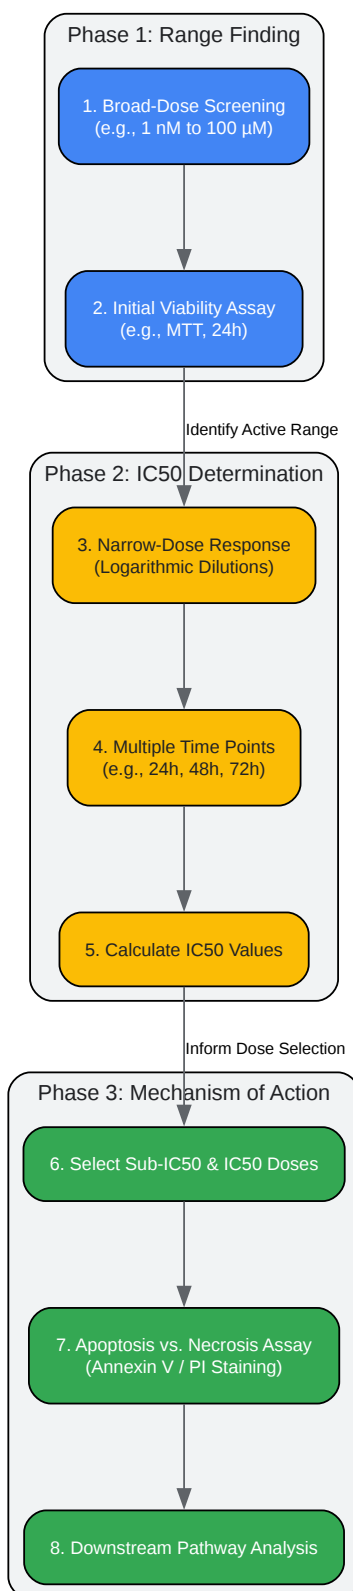 Phase 1: Range Finding
1. Broad-Dose Screening
(e.g., 1 nM to 100 µM)
2. Initial Viability Assay
(e.g., MTT, 24h)
Identify Active Range
Phase 2: IC50 Determination
3. Narrow-Dose Response
(Logarithmic Dilutions)
4. Multiple Time Points
(e.g., 24h, 48h, 72h)
5. Calculate IC50 Values
Inform Dose Selection
Phase 3: Mechanism of Action
6. Select Sub-IC50 & IC50 Doses
7. Apoptosis vs. Necrosis Assay
(Annexin V / PI Staining)
8. Downstream Pathway Analysis